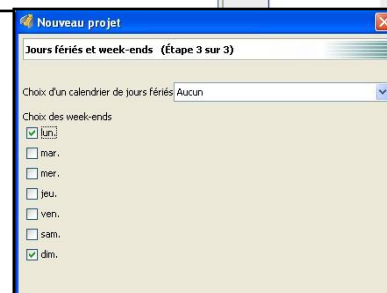 Nouveau projet
Jours fériés et week-ends (Étape 3 sur 3)
Choix d'un calendrier de jours fériés Aucun
Choix des week-ends
lun.
mar.
mer.
jeu.
ven.
sam.
dim.